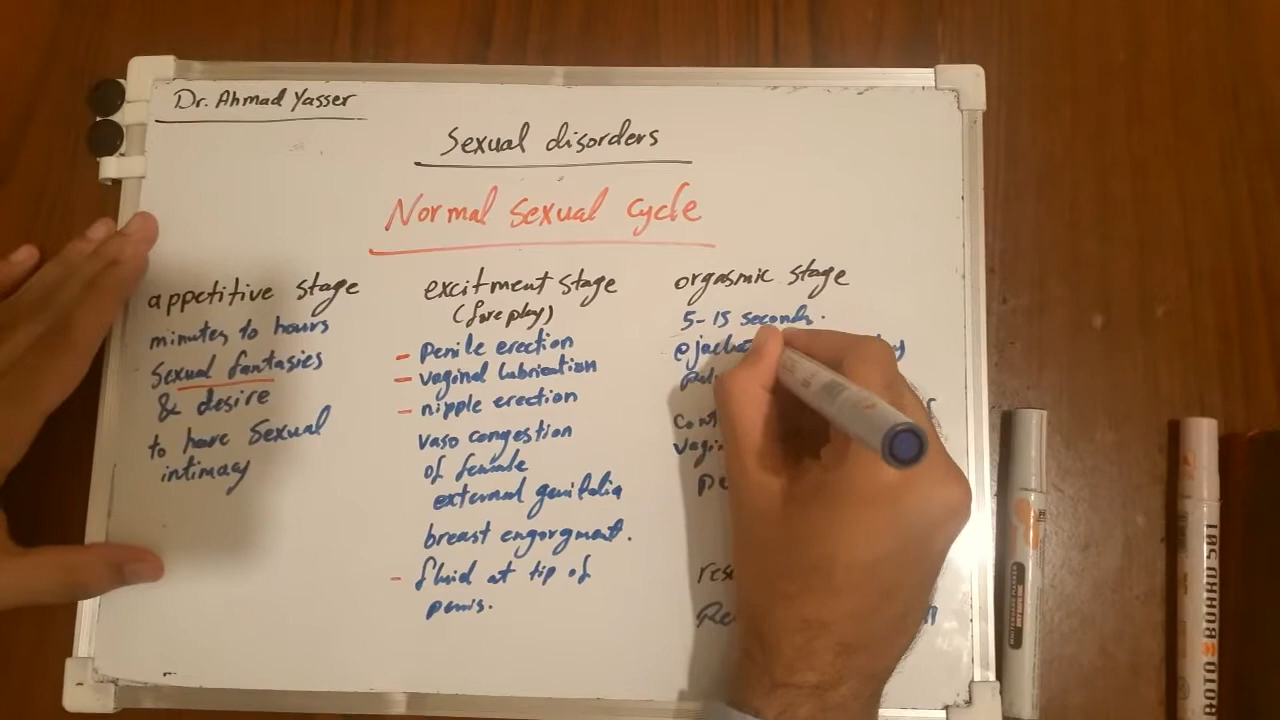 Dr. Ahmad Yasser
Sexual disorders
Normal sexual cycle
appetitive stage
minutes to hours
Sexual fantasies
& desire
to have sexual
intimacy
excitment stage
(foreplay)
- Penile erection
- vaginal lubrication
- nipple erection
vaso congestion
of female
external genitalia
breast engorgment.
- fluid at tip of
penis.
orgasmic stage
5-15 seconds.
BOARD 501